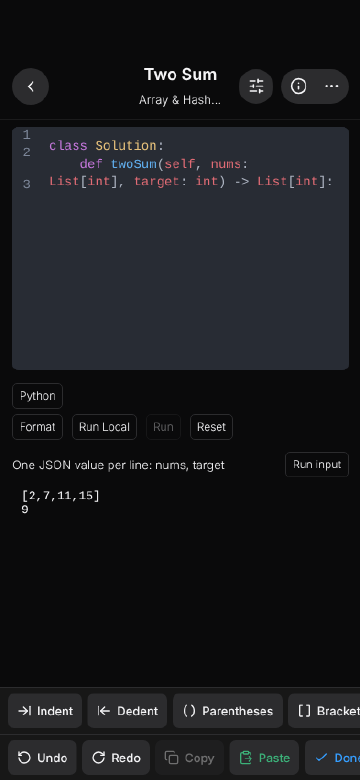 Two Sum
Array & Hash...
1
class Solution:
2
def twoSum(self, nums:
List[int], target: int) -> List[int]:
3
Python
Format Run Local Run Reset
One JSON value per line: nums, target Run input
[2,7,11,15]
9
Indent Dedent Parentheses Bracket
Undo Redo Copy Paste Don